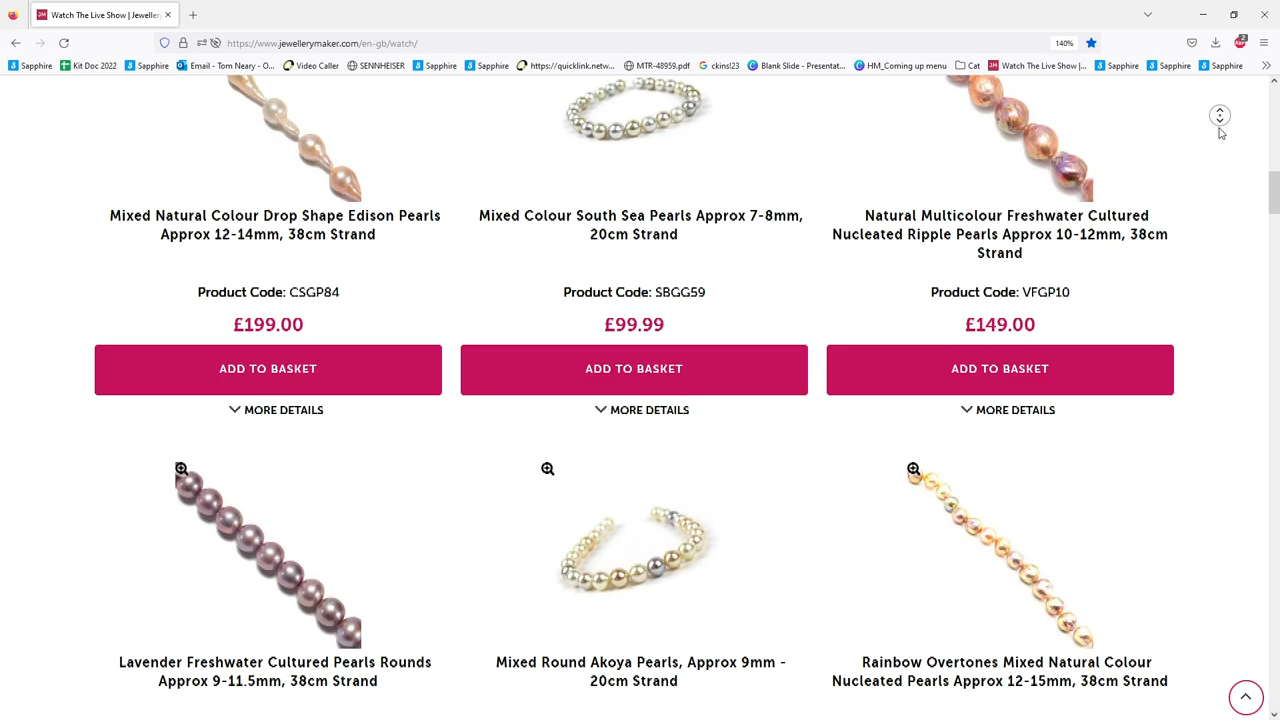 Watch The Live Show | Jeweller
https://www.jewellerymaker.com/en-gb/watch/
140%
2
Sapphire
Kit Doc 2022
Sapphire
Email - Tom Neary - O...
Video Caller
SENNHEISER
Sapphire
Sapphire
https://quicklink.netw...
MTR-48959.pdf
ckins!23
Blank Slide - Presentat...
HM_Coming up menu
Cat
Watch The Live Show |...
Sapphire
Sapphire
Sapphire
Mixed Natural Colour Drop Shape Edison Pearls
Approx 12-14mm, 38cm Strand
Product Code: CSGP84
£199.00
ADD TO BASKET
MORE DETAILS
Mixed Colour South Sea Pearls Approx 7-8mm,
20cm Strand
Product Code: SBGG59
£99.99
ADD TO BASKET
MORE DETAILS
Natural Multicolour Freshwater Cultured
Nucleated Ripple Pearls Approx 10-12mm, 38cm
Strand
Product Code: VFGP10
£149.00
ADD TO BASKET
MORE DETAILS
Lavender Freshwater Cultured Pearls Rounds
Approx 9-11.5mm, 38cm Strand
Mixed Round Akoya Pearls, Approx 9mm -
20cm Strand
Rainbow Overtones Mixed Natural Colour
Nucleated Pearls Approx 12-15mm, 38cm Strand